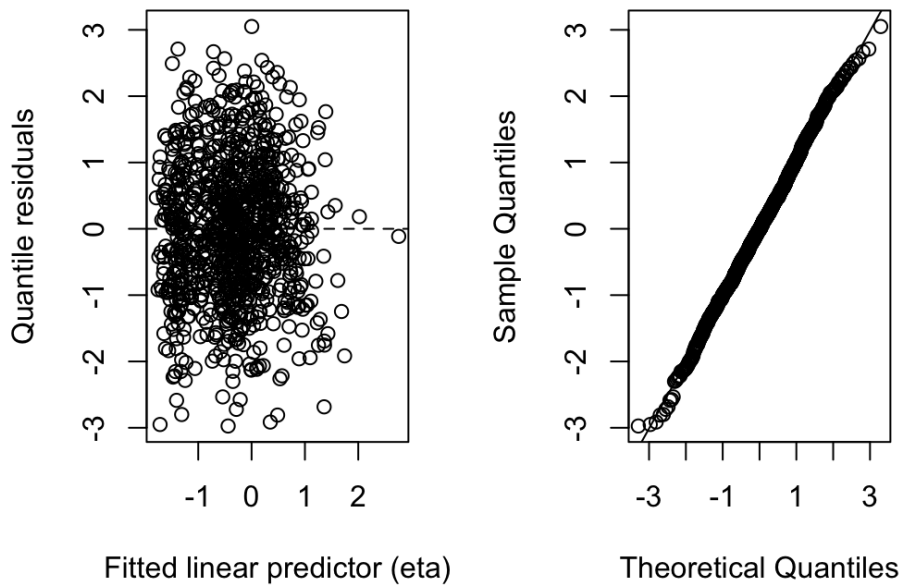 Quantile residuals
3
2
1
0
-1
-2
-3
-1 0 1 2
Fitted linear predictor (eta)
Sample Quantiles
3
2
1
0
-1
-2
-3
-3 -1 1 3
Theoretical Quantiles